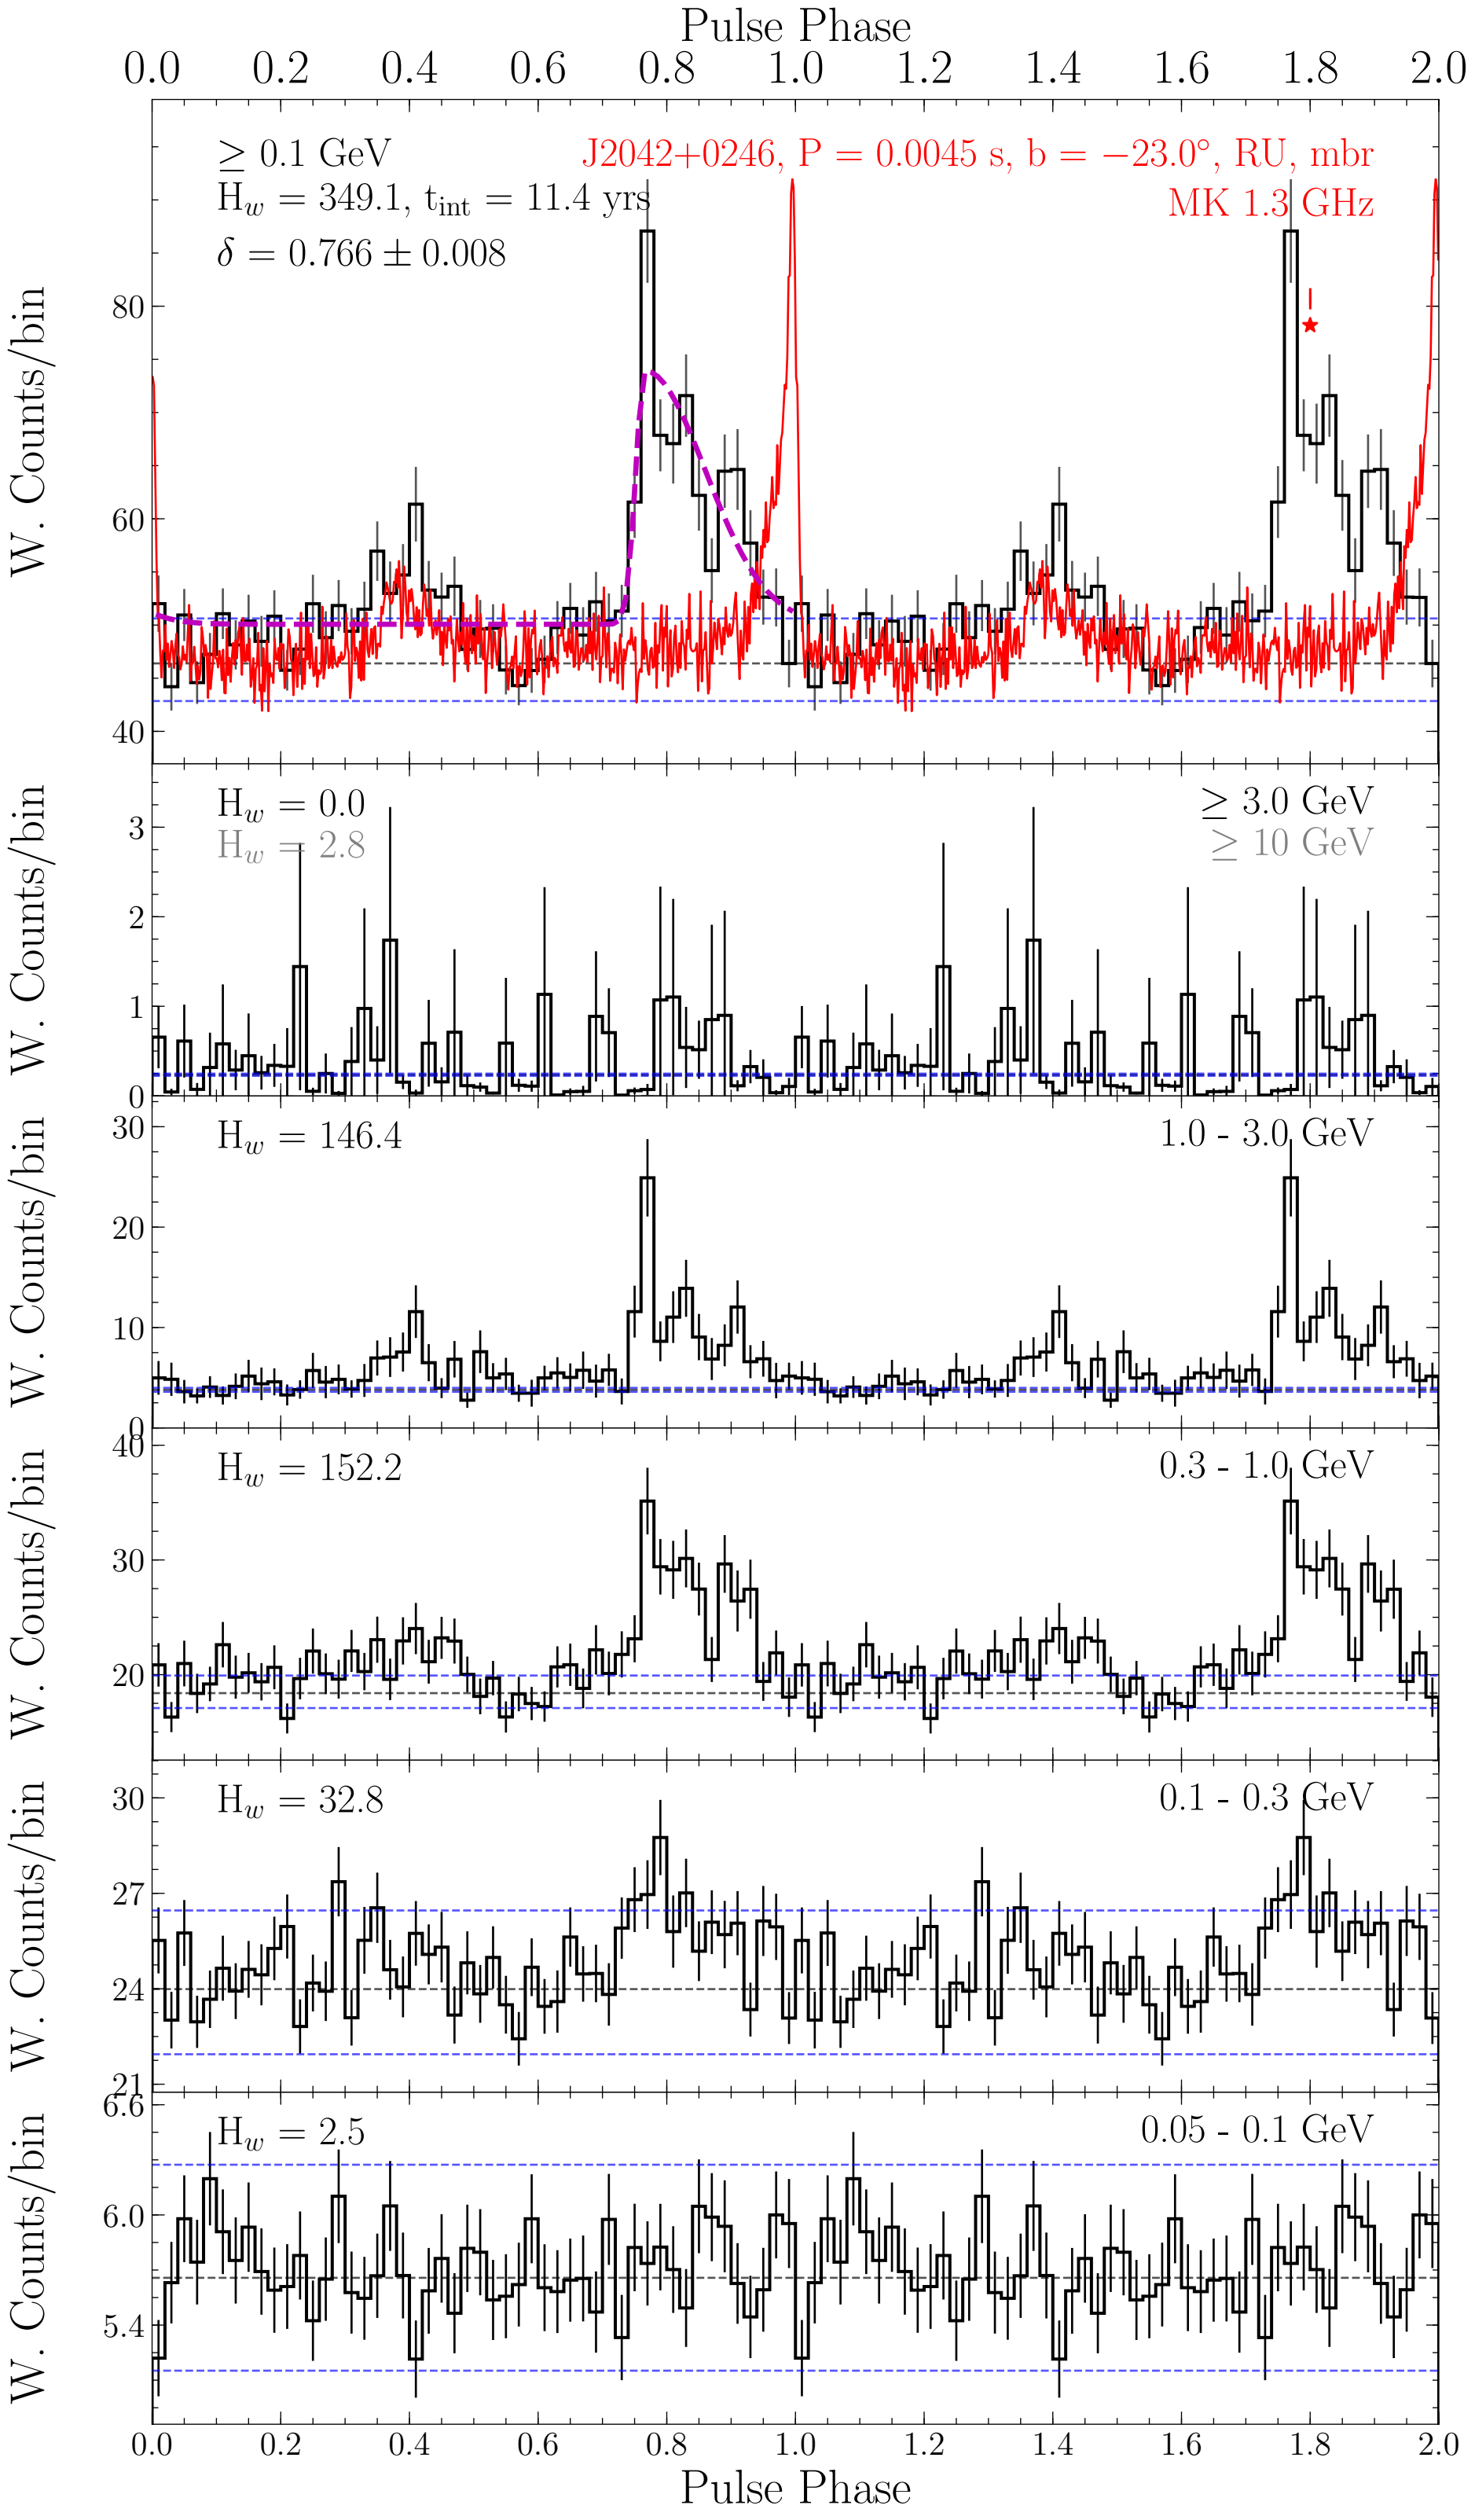 Pulse Phase
0.0 0.2 0.4 0.6 0.8 1.0 1.2 1.4 1.6 1.8 2.0
≥ 0.1 GeV
J2042+0246, P = 0.0045 s, b = −23.0°, RU, mbr
H_w = 349.1, t_int = 11.4 yrs
MK 1.3 GHz
δ = 0.766 ± 0.008
W. Counts/bin
80
60
40
H_w = 0.0
≥ 3.0 GeV
H_w = 2.8
≥ 10 GeV
W. Counts/bin
3
2
1
0
0
H_w = 146.4
1.0 - 3.0 GeV
W. Counts/bin
30
20
10
0
H_w = 152.2
0.3 - 1.0 GeV
W. Counts/bin
40
30
20
H_w = 32.8
0.1 - 0.3 GeV
W. Counts/bin
30
27
24
21
H_w = 2.5
0.05 - 0.1 GeV
W. Counts/bin
6.6
6.0
5.4
0.0 0.2 0.4 0.6 0.8 1.0 1.2 1.4 1.6 1.8 2.0
Pulse Phase